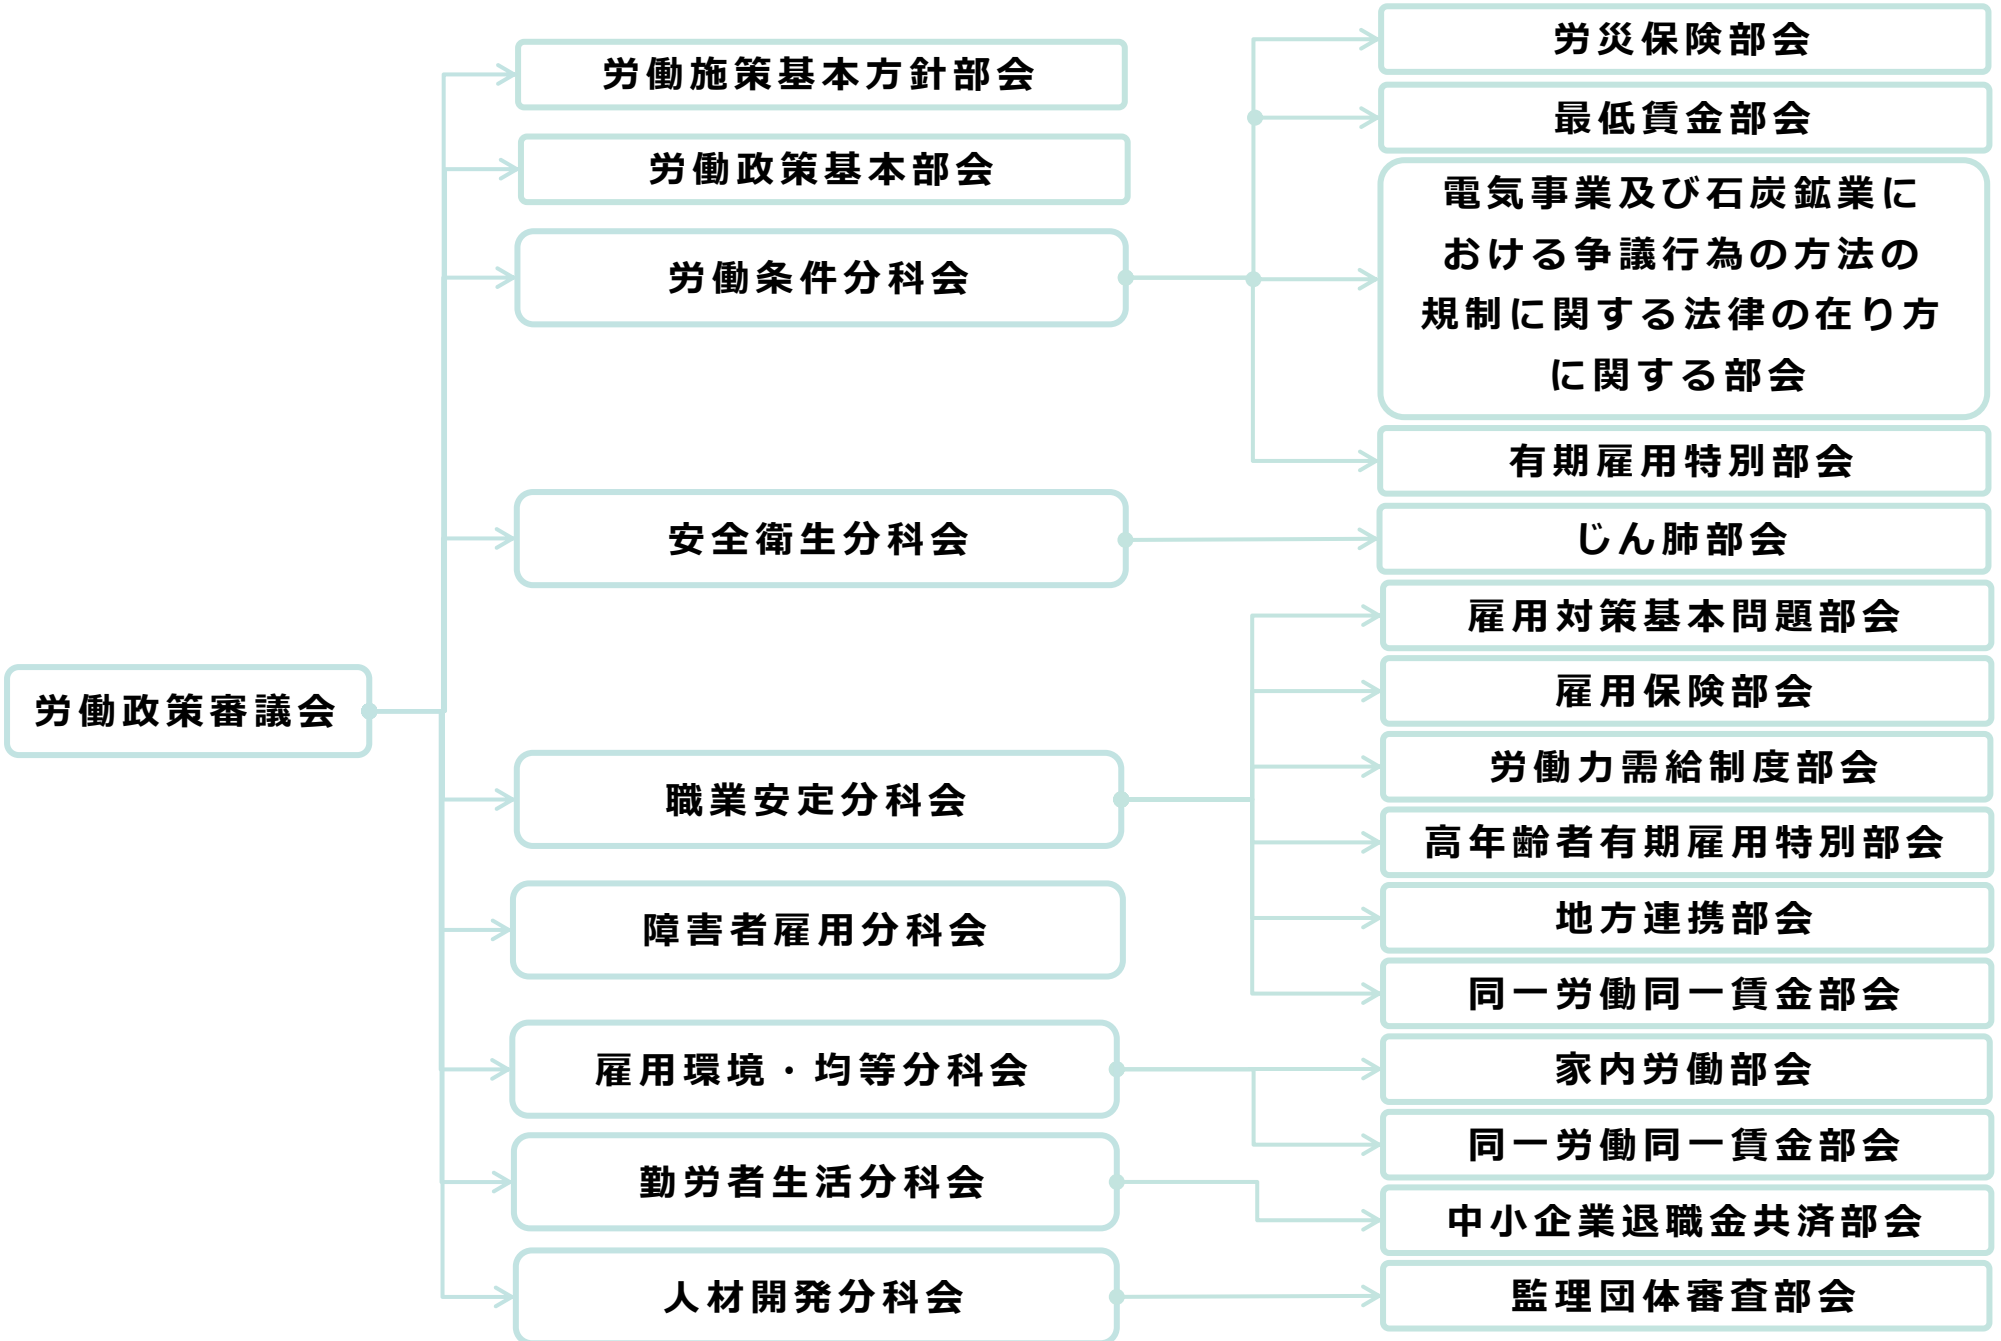 労働政策審議会
労働施策基本方針部会
労働政策基本部会
労働条件分科会
労災保険部会
最低賃金部会
電気事業及び石炭鉱業に
おける争議行為の方法の
規制に関する法律の在り方
に関する部会
有期雇用特別部会
安全衛生分科会
じん肺部会
職業安定分科会
雇用対策基本問題部会
雇用保険部会
労働力需給制度部会
高年齢者有期雇用特別部会
地方連携部会
同一労働同一賃金部会
障害者雇用分科会
雇用環境・均等分科会
家内労働部会
同一労働同一賃金部会
勤労者生活分科会
中小企業退職金共済部会
人材開発分科会
監理団体審査部会